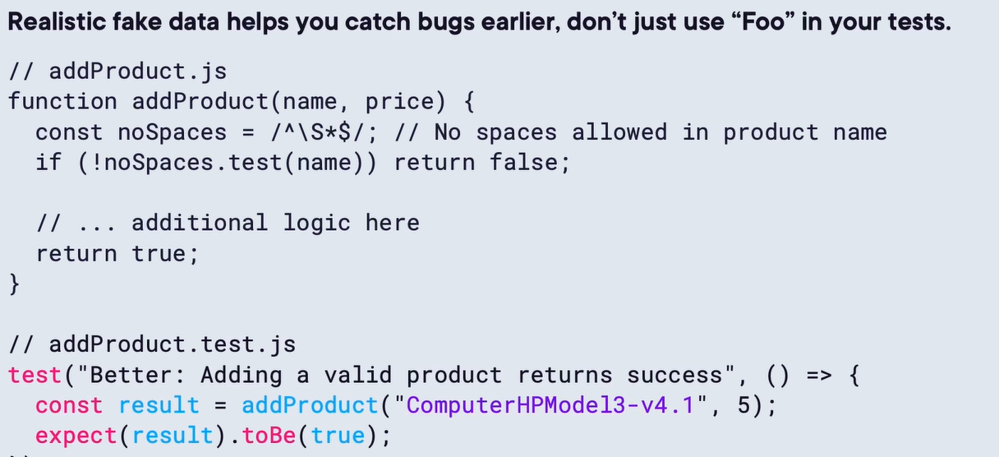 Realistic fake data helps you catch bugs earlier, don’t just use “Foo” in your tests.
// addProduct.js
function addProduct(name, price) {
  const noSpaces = /^\S*$/; // No spaces allowed in product name
  if (!noSpaces.test(name)) return false;
  // ... additional logic here
  return true;
}
// addProduct.test.js
test("Better: Adding a valid product returns success", () => {
  const result = addProduct("ComputerHPModel3-v4.1", 5);
  expect(result).toBe(true);